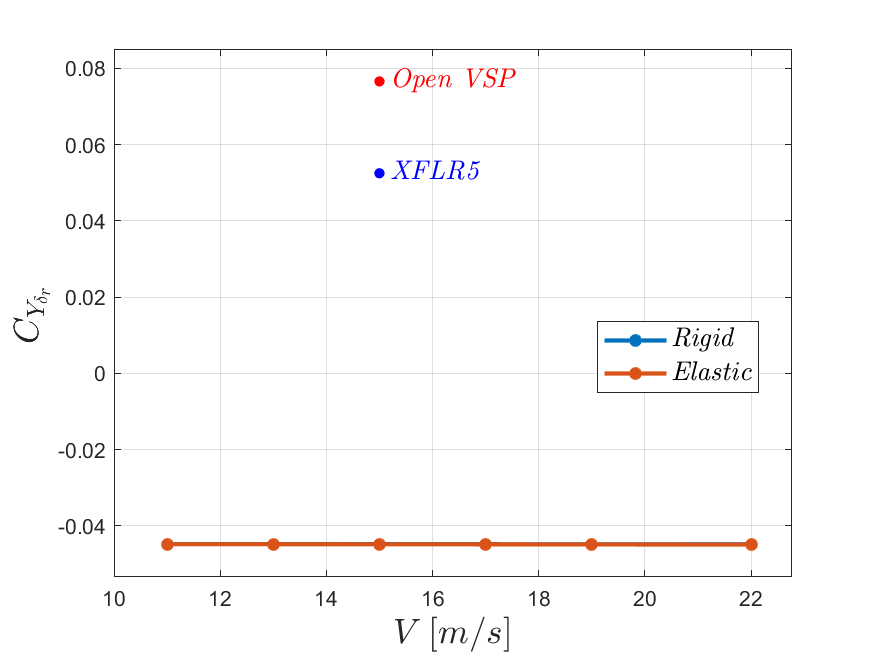 0.08
0.06
0.04
0.02
0
-0.02
-0.04
C_{Y_{δr}}
Open VSP
XFLR5
Rigid
Elastic
10 12 14 16 18 20 22
V [m/s]